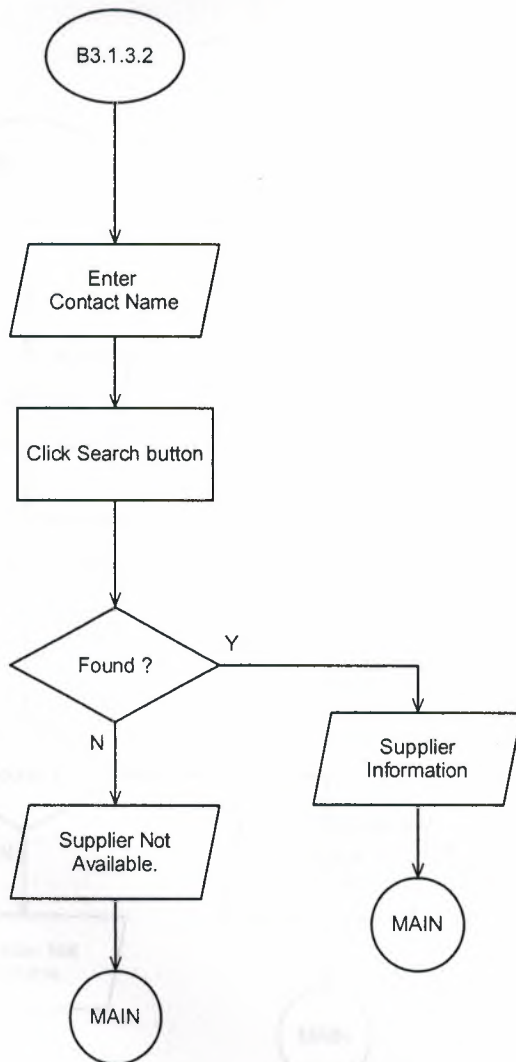 B3.1.3.2
Enter
Contact Name
Click Search button
Found ?
Y
N
Supplier
Information
Supplier Not
Available.
MAIN
MAIN